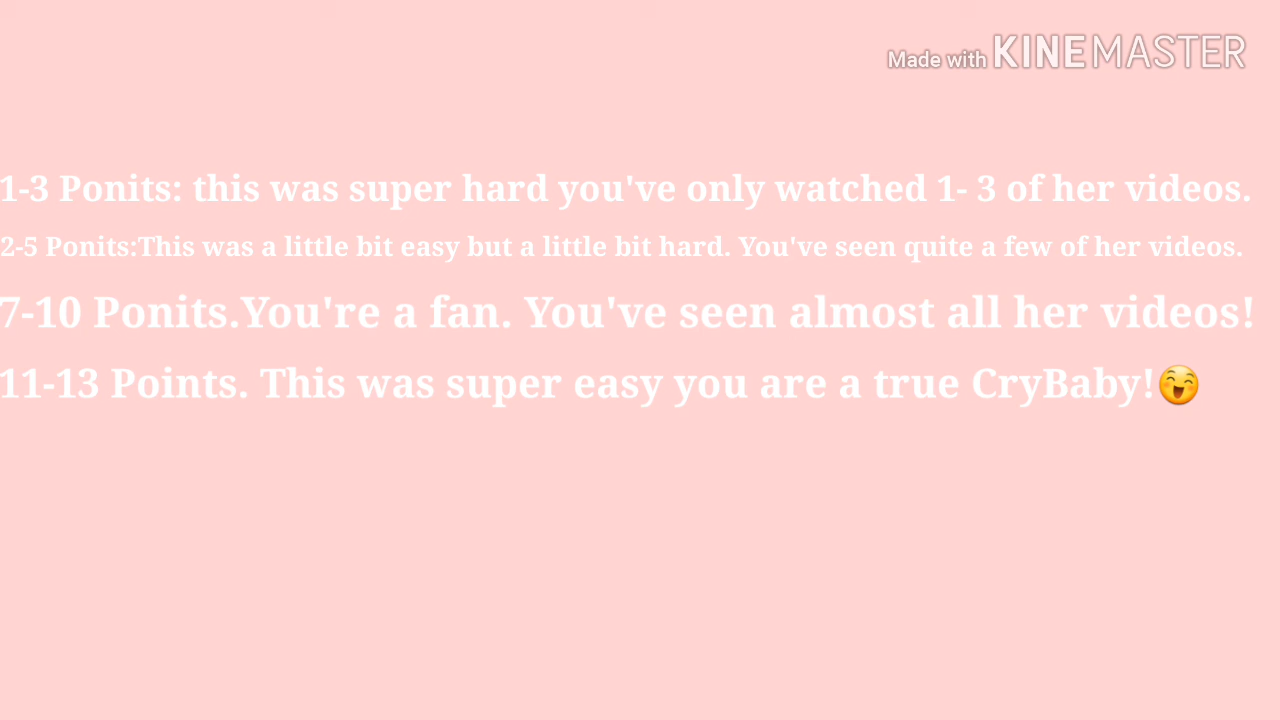 Made with KINEMASTER
1-3 Ponits: this was super hard you've only watched 1- 3 of her videos.
2-5 Ponits:This was a little bit easy but a little bit hard. You've seen quite a few of her videos.
7-10 Ponits.You're a fan. You've seen almost all her videos!
11-13 Points. This was super easy you are a true CryBaby!😄